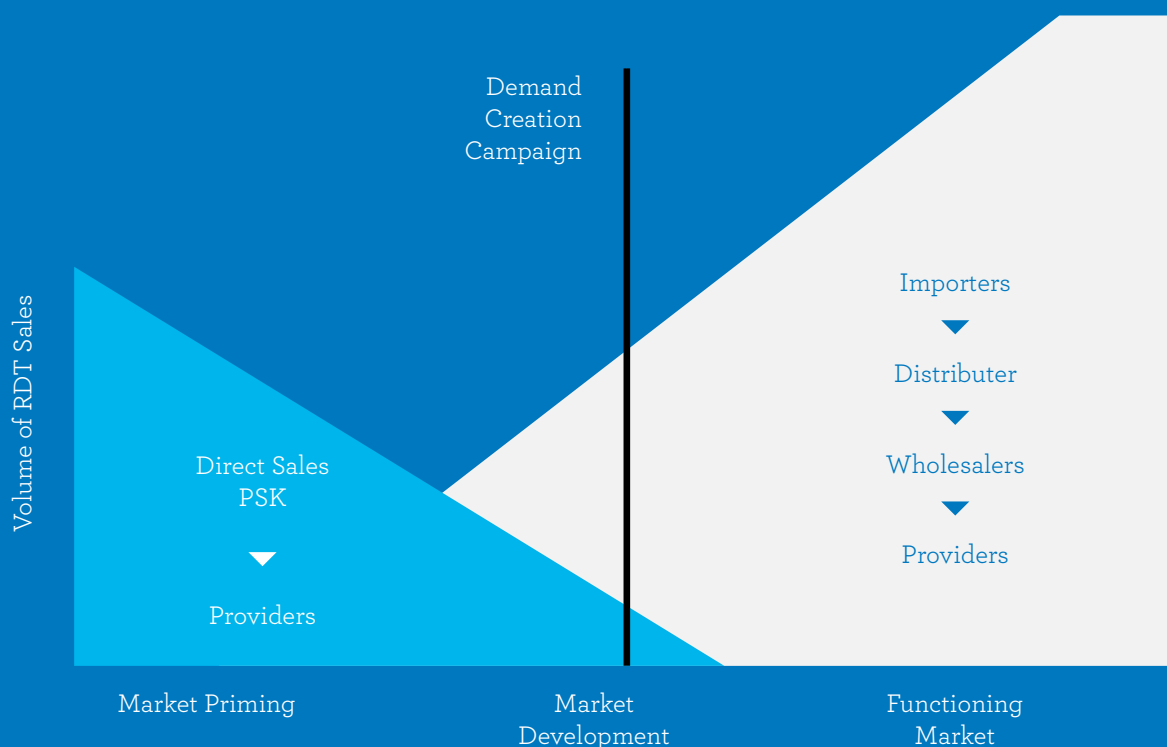 Demand
Creation
Campaign
Volume of RDT Sales
Direct Sales
PSK
Providers
Importers
Distributer
Wholesalers
Providers
Market Priming
Market
Development
Functioning
Market